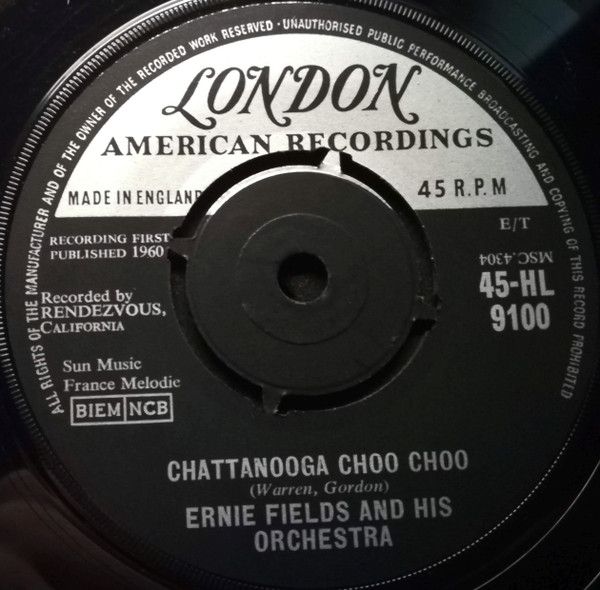 ALL RIGHTS OF THE MANUFACTURER AND OF THE OWNER OF THE RECORDED WORK RESERVED · UNAUTHORISED PUBLIC PERFORMANCE BROADCASTING AND COPYING OF THIS RECORD PROHIBITED
LONDON
AMERICAN RECORDINGS
MADE IN ENGLAND
45 R.P.M
E/T
RECORDING FIRST
PUBLISHED 1960
MSC.4304
45-HL
9100
Recorded by
RENDEZVOUS,
CALIFORNIA
Sun Music
France Melodie
BIEM NCB
CHATTANOOGA CHOO CHOO
(Warren, Gordon)
ERNIE FIELDS AND HIS
ORCHESTRA